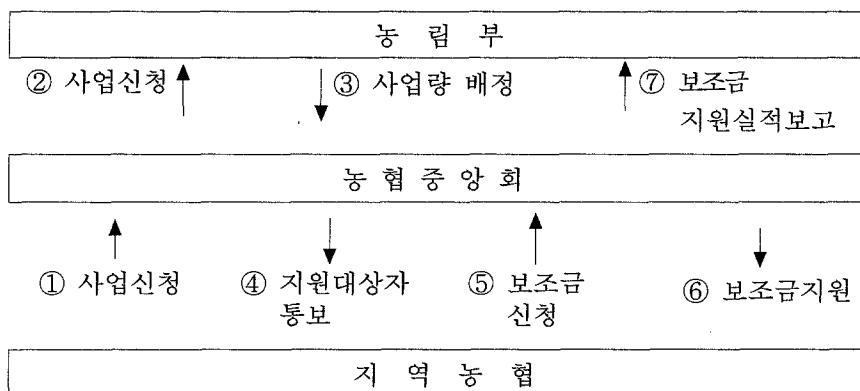 농 림 부
② 사업신청 ③ 사업량 배정 ⑦ 보조금
지원실적보고
농 협 중 앙 회
① 사업신청 ④ 지원대상자 ⑤ 보조금 ⑥ 보조금지원
통보 신청
지 역 농 협